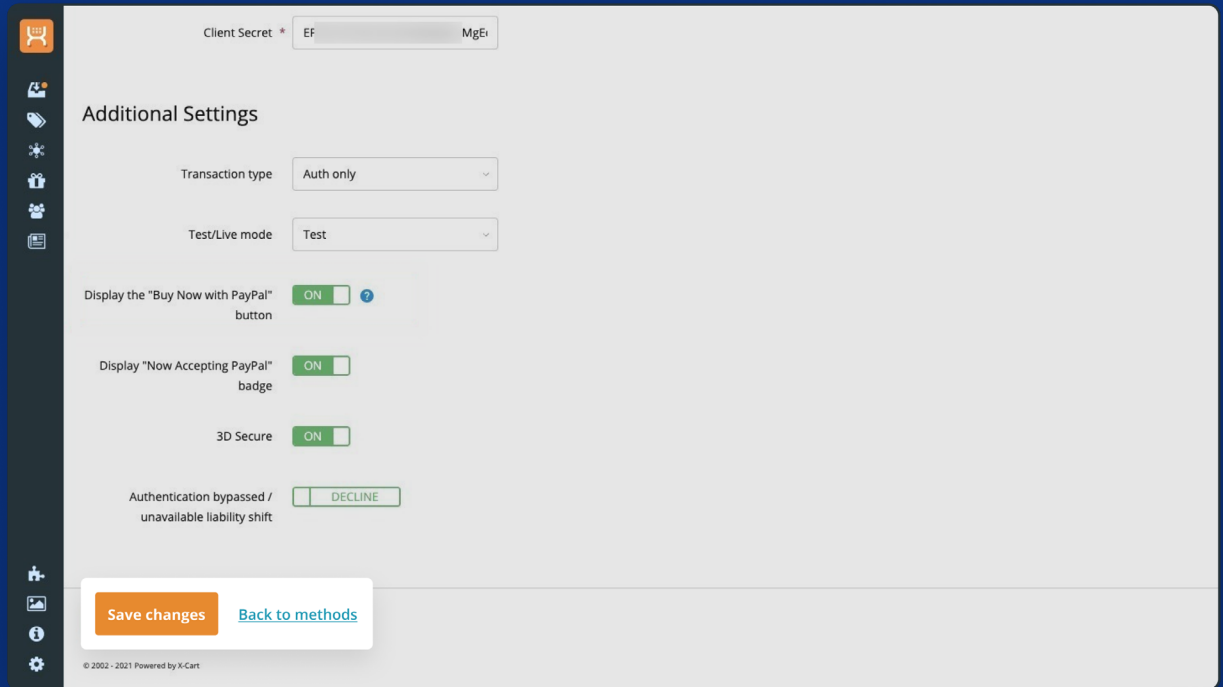 Client Secret *
Additional Settings
Transaction type Auth only
Test/Live mode Test
Display the "Buy Now with PayPal" ON ?
button
Display "Now Accepting PayPal" ON
badge
3D Secure ON
Authentication bypassed / DECLINE
unavailable liability shift
Save changes Back to methods
© 2002 - 2021 Powered by X-Cart